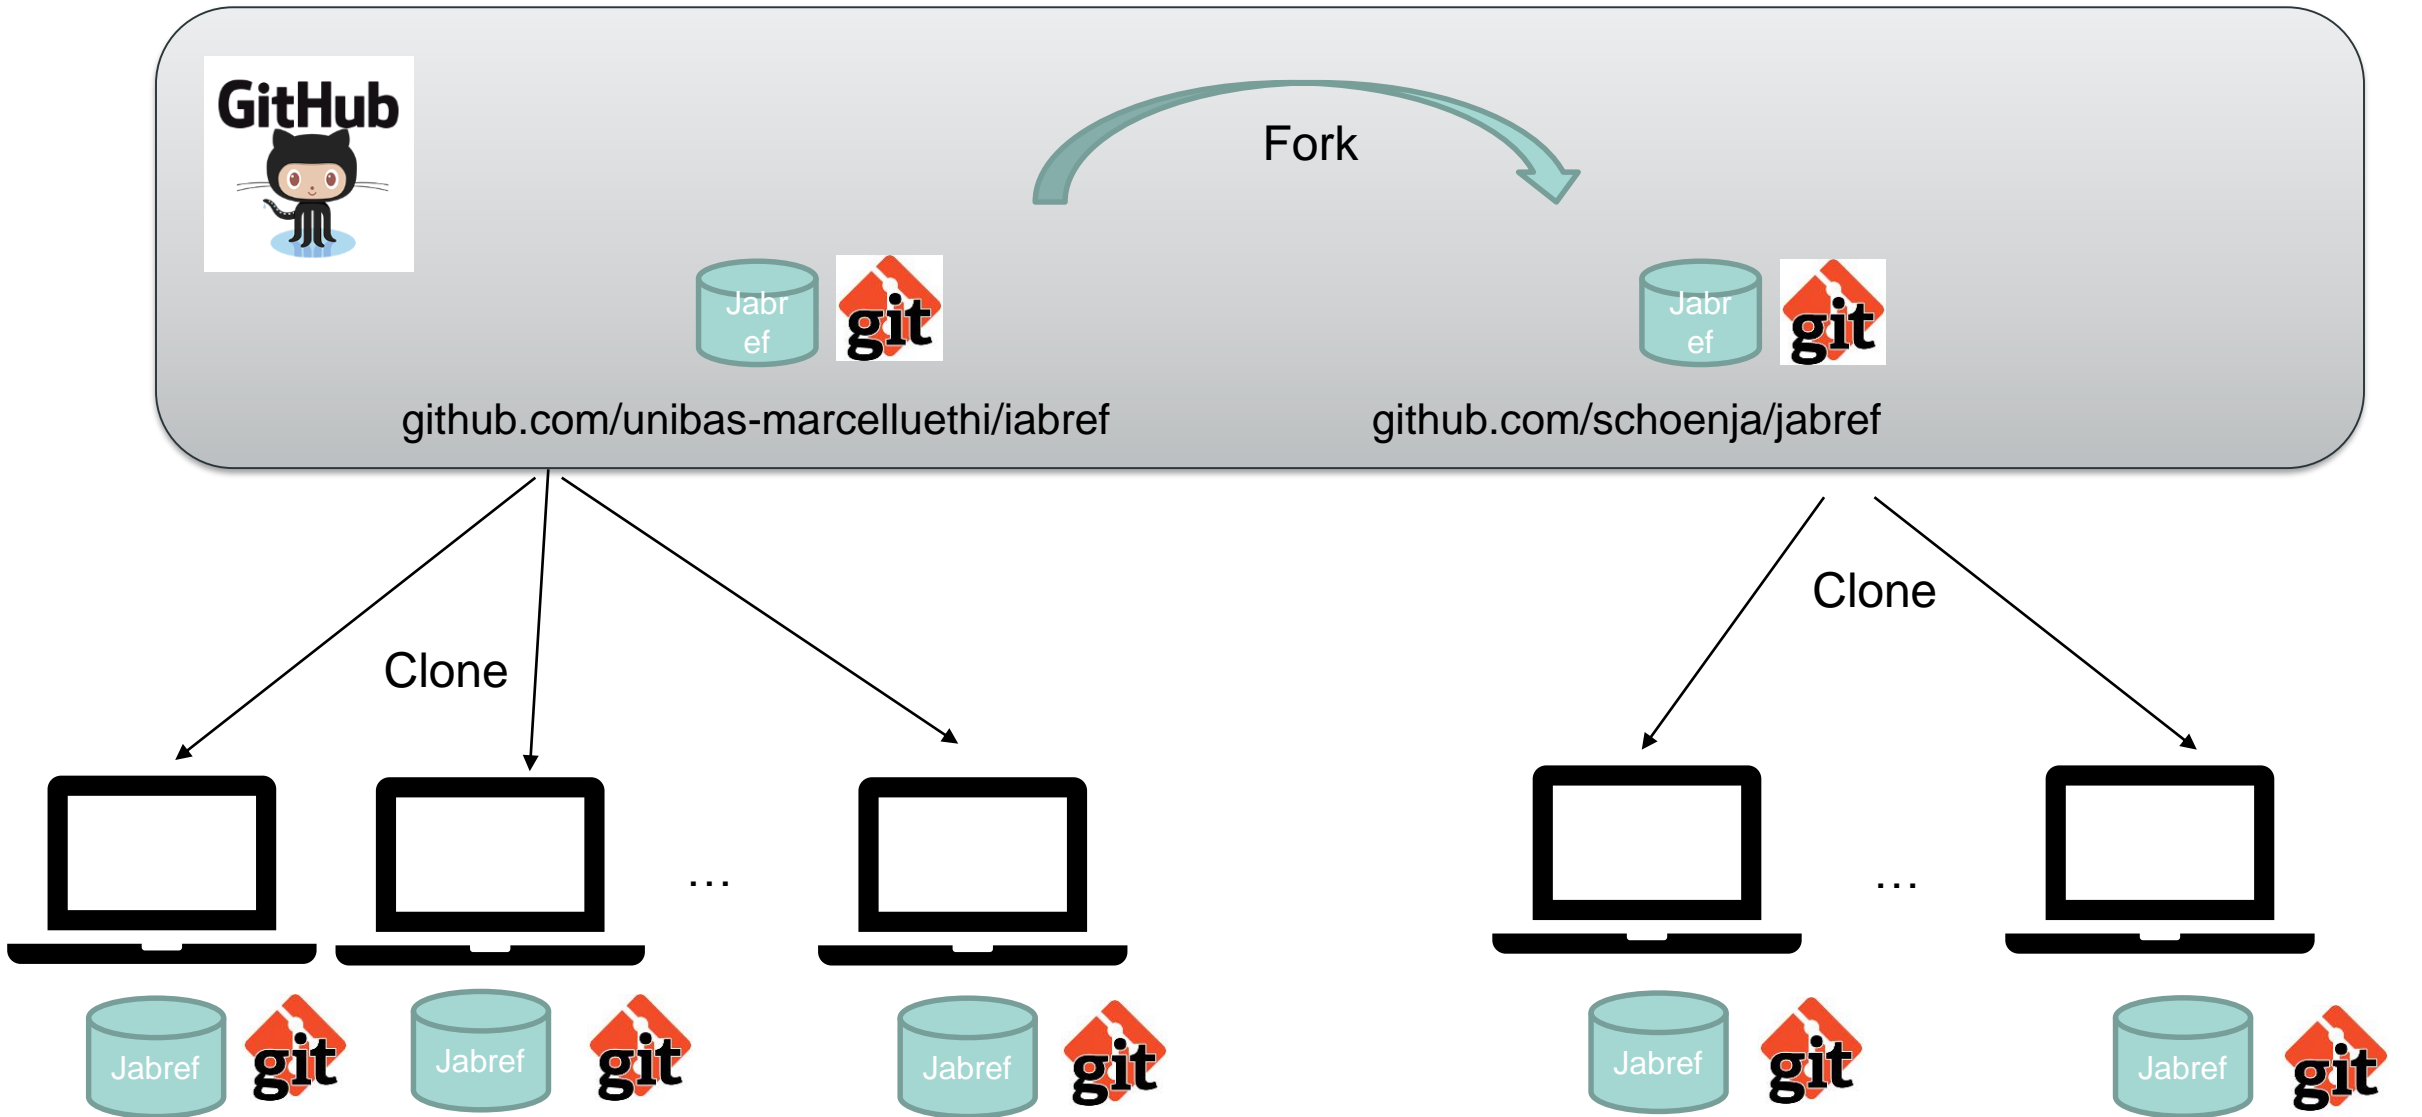 GitHub
Fork
Jabr
ef
git
Jabr
ef
git
github.com/unibas-marcelluethi/iabref
github.com/schoenja/jabref
Clone
Clone
...
...
Jabref
git
Jabref
git
Jabref
git
Jabref
git
Jabref
git